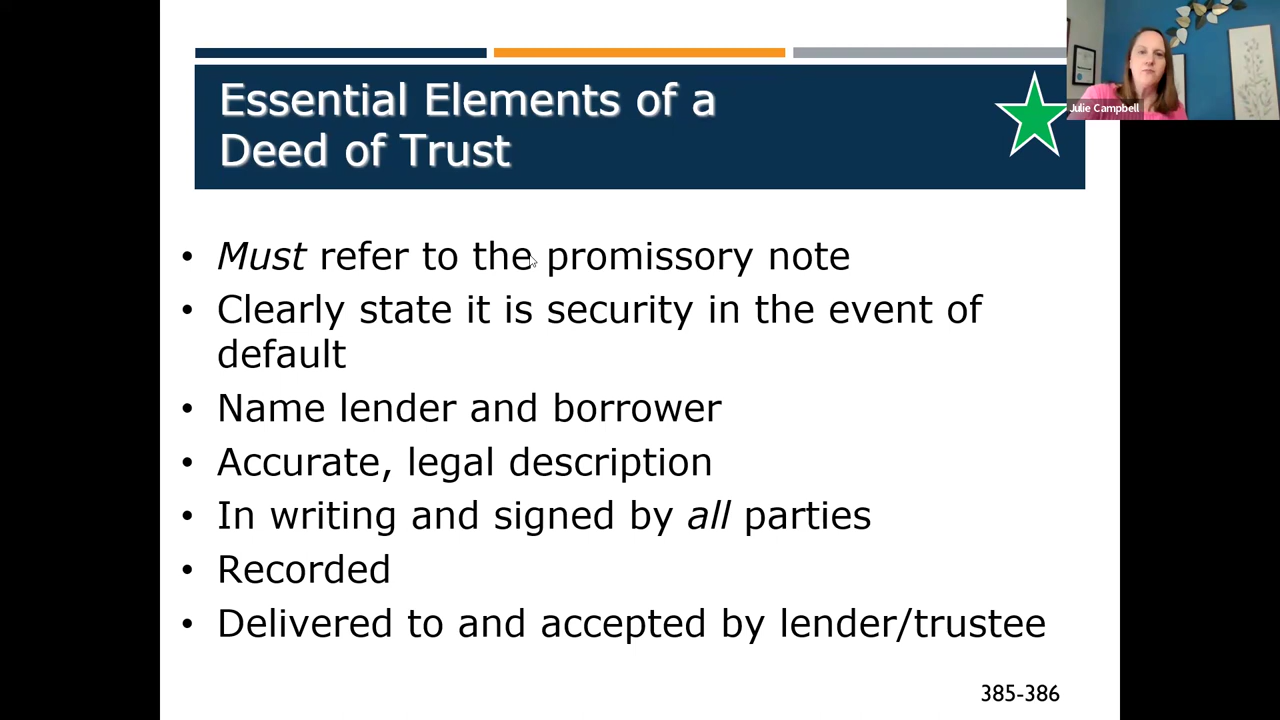 Essential Elements of a
Deed of Trust
Julie Campbell
• Must refer to the promissory note
• Clearly state it is security in the event of
default
• Name lender and borrower
• Accurate, legal description
• In writing and signed by all parties
• Recorded
• Delivered to and accepted by lender/trustee
385-386